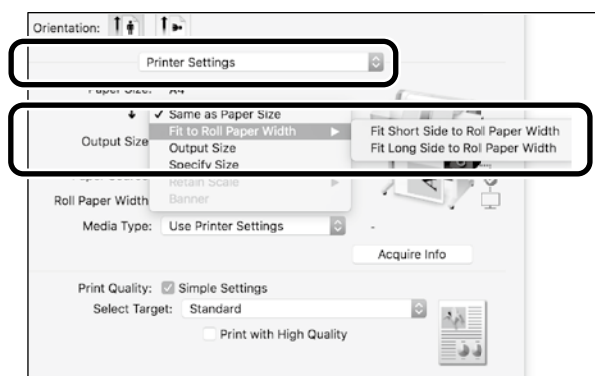 Orientation:
Printer Settings
Paper Size: A4
✓ Same as Paper Size
Fit to Roll Paper Width
Fit Short Side to Roll Paper Width
Output Size
Output Size
Fit Long Side to Roll Paper Width
Specify Size
Retain Scale
Roll Paper Width
Banner
Media Type: Use Printer Settings
-
Acquire Info
Print Quality: Simple Settings
Select Target: Standard
Print with High Quality